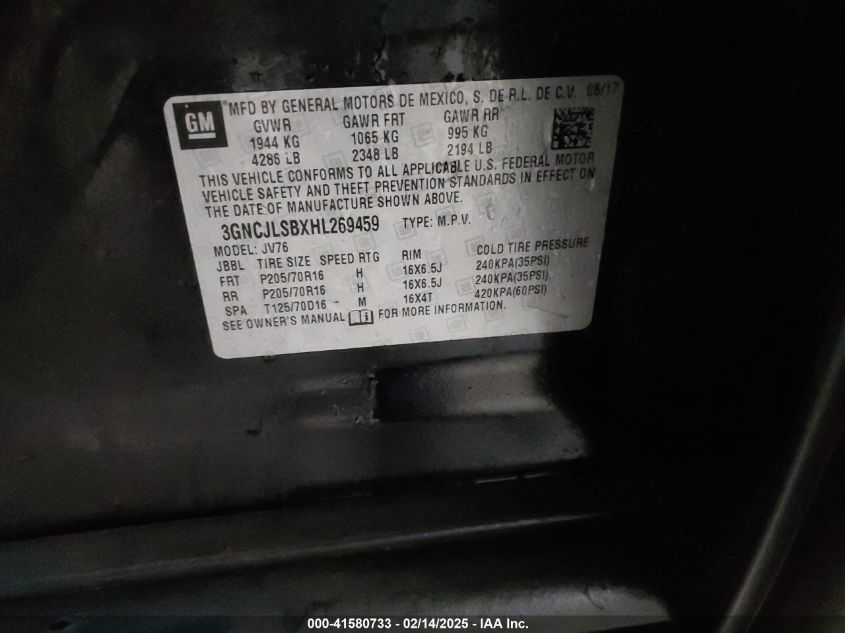 GM
MFD BY GENERAL MOTORS DE MEXICO, S. DE R.L. DE C.V. 06/17
GVWR GAWR FRT GAWR RR
1944 KG 1065 KG 995 KG
4286 LB 2348 LB 2194 LB
THIS VEHICLE CONFORMS TO ALL APPLICABLE U.S. FEDERAL MOTOR
VEHICLE SAFETY AND THEFT PREVENTION STANDARDS IN EFFECT ON
THE DATE OF MANUFACTURE SHOWN ABOVE.
3GNCJLSBXHL269459 TYPE: M.P.V.
MODEL: JV76
JBBL TIRE SIZE SPEED RTG RIM COLD TIRE PRESSURE
FRT P205/70R16 H 16X6.5J 240KPA(35PSI)
RR P205/70R16 H 16X6.5J 240KPA(35PSI)
SPA T125/70D16 - M 16X4T 420KPA(60PSI)
SEE OWNER'S MANUAL FOR MORE INFORMATION.
000-41580733 - 02/14/2025 - IAA Inc.